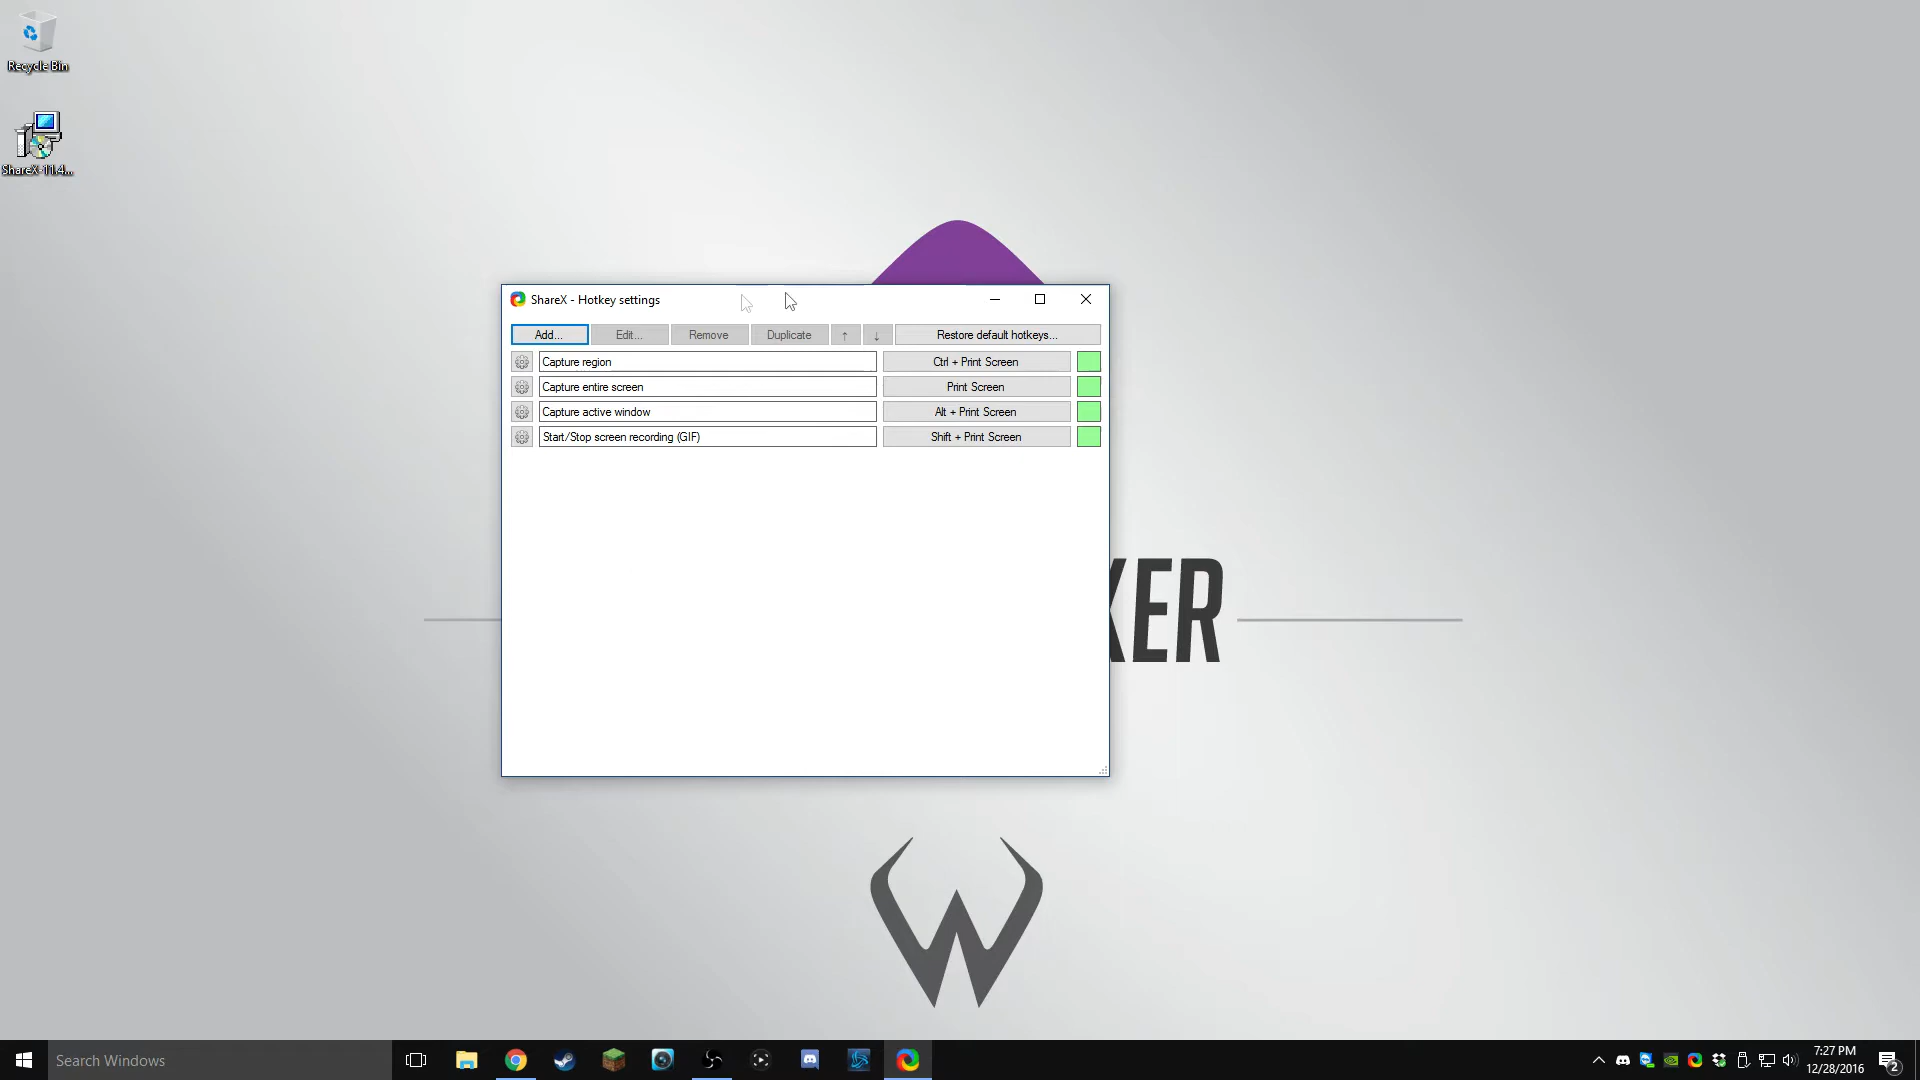 Recycle Bin
ShareX-11.4...
ShareX - Hotkey settings
Add...
Edit...
Remove
Duplicate
↑
↓
Restore default hotkeys...
Capture region
Ctrl + Print Screen
Capture entire screen
Print Screen
Capture active window
Alt + Print Screen
Start/Stop screen recording (GIF)
Shift + Print Screen
KER
W
Search Windows
7:27 PM
12/28/2016
2